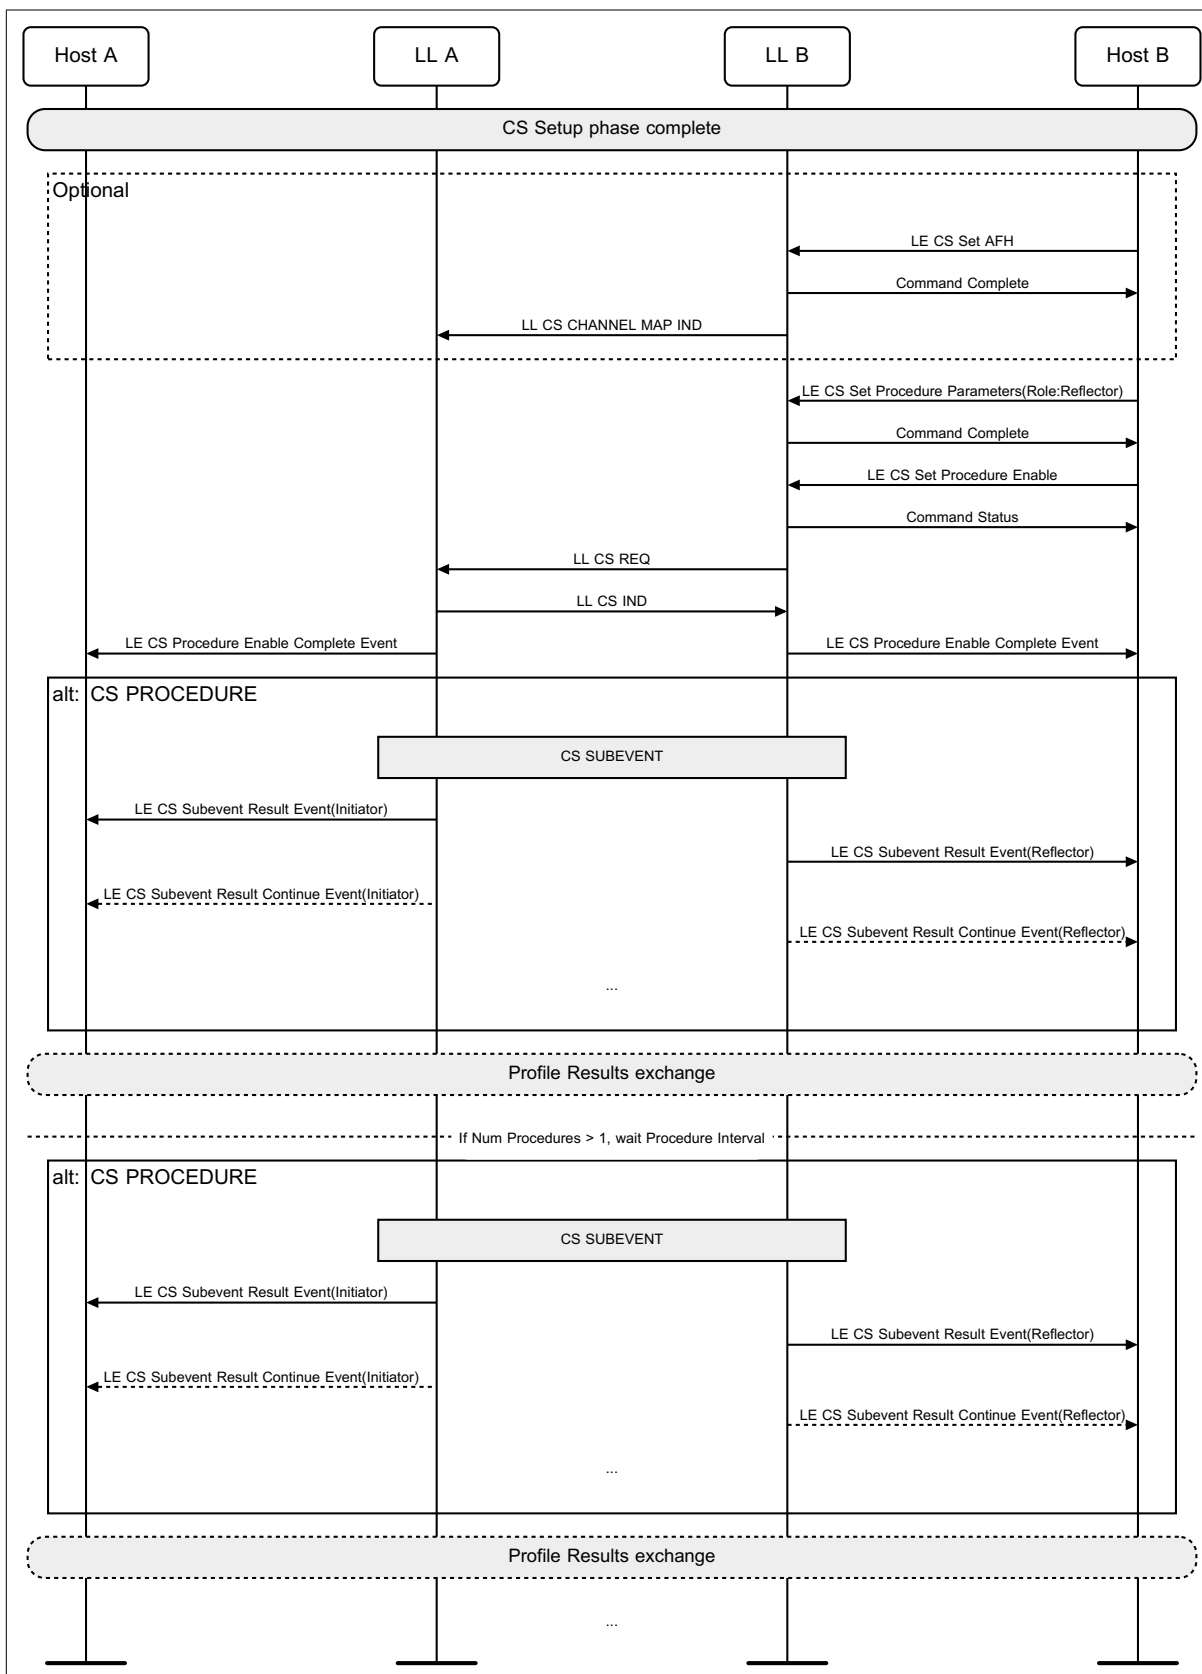 Host A
LL A
LL B
Host B
CS Setup phase complete
Optional
LE CS Set AFH
Command Complete
LL CS CHANNEL MAP IND
LE CS Set Procedure Parameters(Role:Reflector)
Command Complete
LE CS Set Procedure Enable
Command Status
LL CS REQ
LL CS IND
LE CS Procedure Enable Complete Event
LE CS Procedure Enable Complete Event
alt: CS PROCEDURE
CS SUBEVENT
LE CS Subevent Result Event(Initiator)
LE CS Subevent Result Event(Reflector)
LE CS Subevent Result Continue Event(Initiator)
LE CS Subevent Result Continue Event(Reflector)
...
Profile Results exchange
If Num Procedures > 1, wait Procedure Interval
alt: CS PROCEDURE
CS SUBEVENT
LE CS Subevent Result Event(Initiator)
LE CS Subevent Result Event(Reflector)
LE CS Subevent Result Continue Event(Initiator)
LE CS Subevent Result Continue Event(Reflector)
...
Profile Results exchange
...